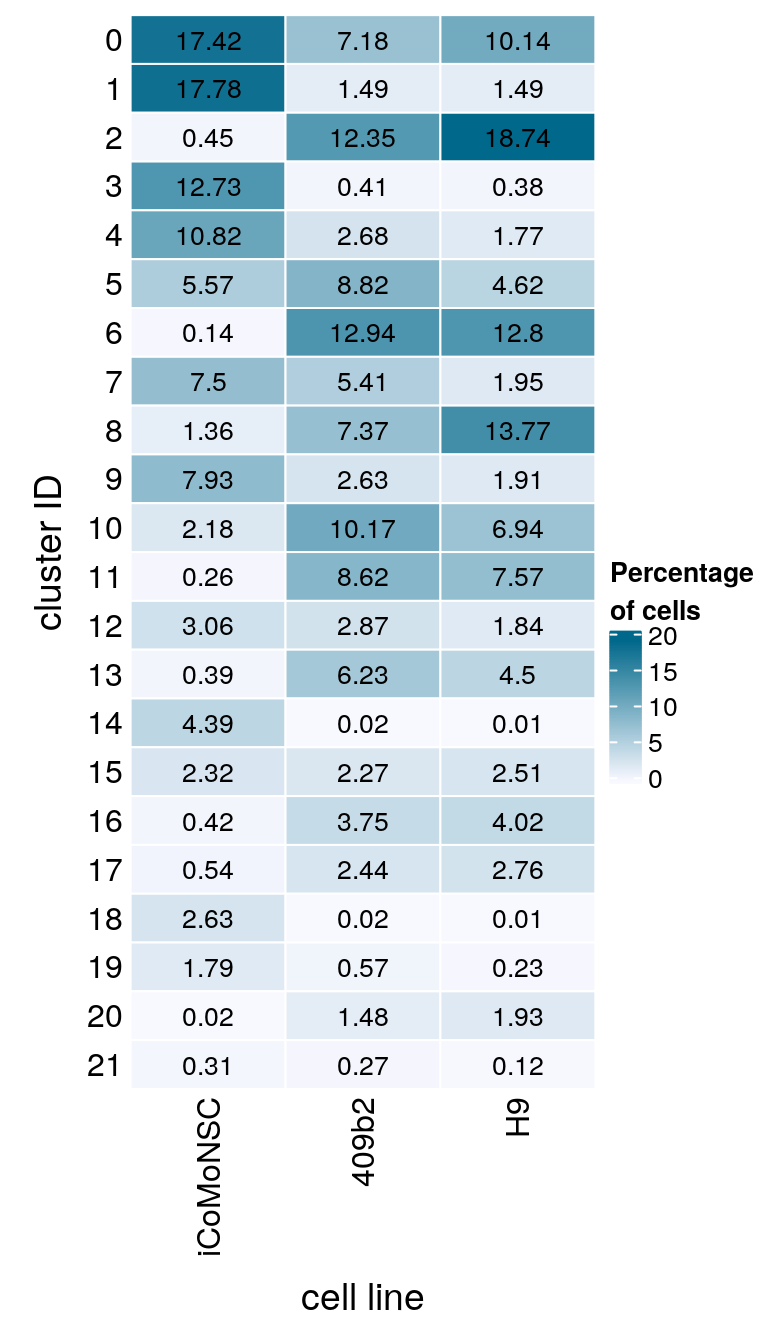 0 17.42 7.18 10.14
1 17.78 1.49 1.49
2 0.45 12.35 18.74
3 12.73 0.41 0.38
4 10.82 2.68 1.77
5 5.57 8.82 4.62
6 0.14 12.94 12.8
7 7.5 5.41 1.95
8 1.36 7.37 13.77
9 7.93 2.63 1.91
10 2.18 10.17 6.94
11 0.26 8.62 7.57
12 3.06 2.87 1.84
13 0.39 6.23 4.5
14 4.39 0.02 0.01
15 2.32 2.27 2.51
16 0.42 3.75 4.02
17 0.54 2.44 2.76
18 2.63 0.02 0.01
19 1.79 0.57 0.23
20 0.02 1.48 1.93
21 0.31 0.27 0.12
cluster ID
iCoMoNSC 409b2 H9
cell line
Percentage
of cells
20
15
10
5
0